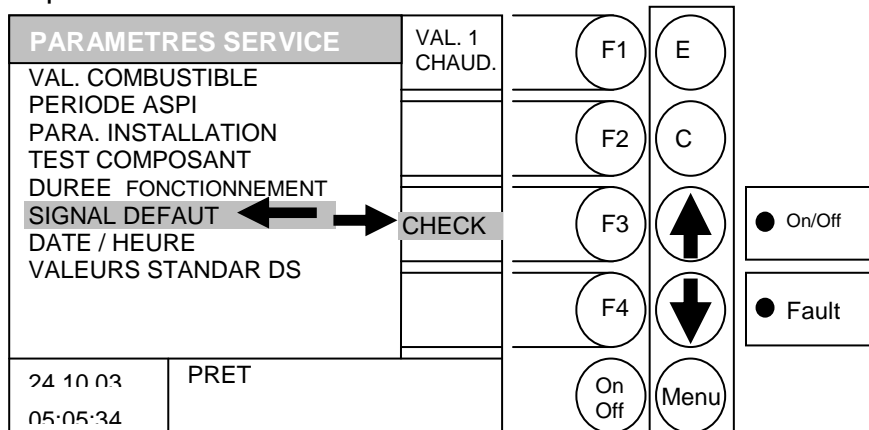 PARAMETRES SERVICE
VAL. 1
CHAUD.
VAL. COMBUSTIBLE
PERIODE ASPI
PARA. INSTALLATION
TEST COMPOSANT
DUREE FONCTIONNEMENT
SIGNAL DEFAUT
CHECK
DATE / HEURE
VALEURS STANDAR DS
24 10 03
05:05:34
PRET
F1
E
F2
C
F3
F4
On
Off
Menu
On/Off
Fault